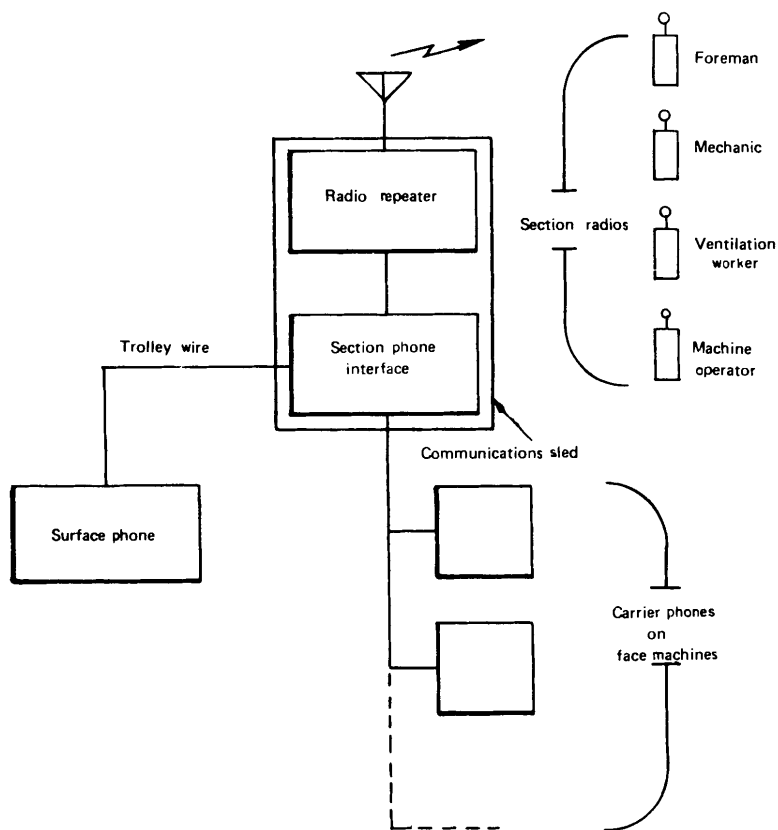 Foreman
Radio repeater
Mechanic
Section radios
Ventilation
worker
Trolley wire
Section phone
interface
Machine
operator
Communications sled
Surface phone
Carrier phones
on
face machines